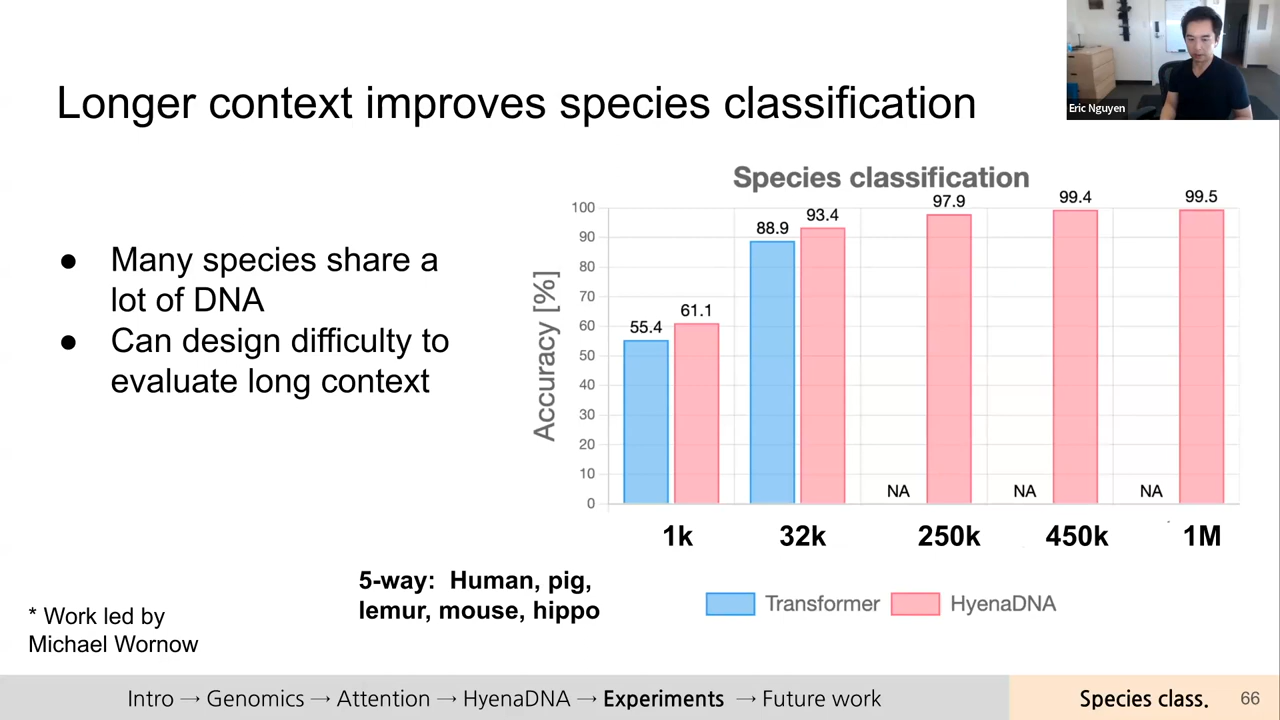 Eric Nguyen
Longer context improves species classification
● Many species share a
lot of DNA
● Can design difficulty to
evaluate long context
Species classification
Accuracy [%]
100
90
80
70
60
50
40
30
20
10
0
55.4
61.1
88.9
93.4
NA
97.9
NA
99.4
NA
99.5
1k
32k
250k
450k
1M
Transformer
HyenaDNA
5-way: Human, pig,
lemur, mouse, hippo
* Work led by
Michael Wornow
Intro → Genomics → Attention → HyenaDNA → Experiments → Future work
Species class.
66